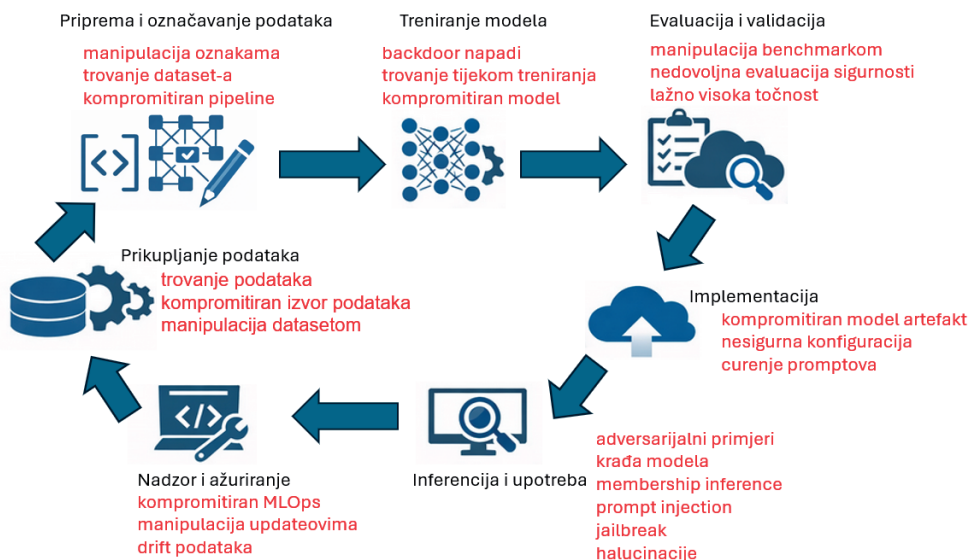 Priprema i označavanje podataka
manipulacija oznakama
trovanje dataset-a
kompromitiran pipeline
Treniranje modela
backdoor napadi
trovanje tijekom treniranja
kompromitiran model
Evaluacija i validacija
manipulacija benchmarkom
nedovoljna evaluacija sigurnosti
lažno visoka točnost
Prikupljanje podataka
trovanje podataka
kompromitiran izvor podataka
manipulacija datasetom
Implementacija
kompromitiran model artefakt
nesigurna konfiguracija
curenje promptova
Nadzor i ažuriranje
kompromitiran MLOps
manipulacija updateovima
drift podataka
Inferencija i upotreba
adversarijalni primjeri
krađa modela
membership inference
prompt injection
jailbreak
halucinacije